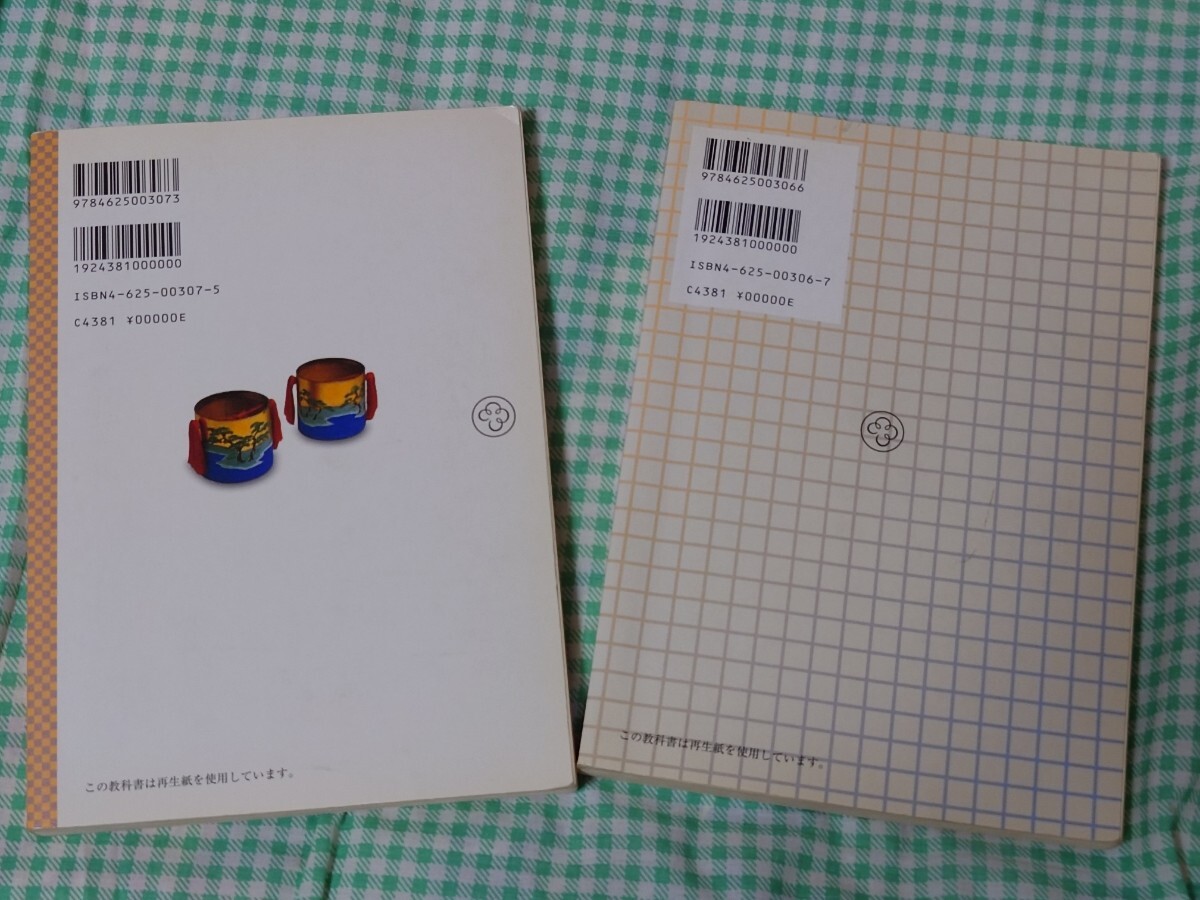 9784625003073
1924381000000
ISBN4-625-00307-5
C4381 ¥00000E
この教科書は再生紙を使用しています。
9784625003066
1924381000000
ISBN4-625-00306-7
C4381 ¥00000E
この教科書は再生紙を使用しています。